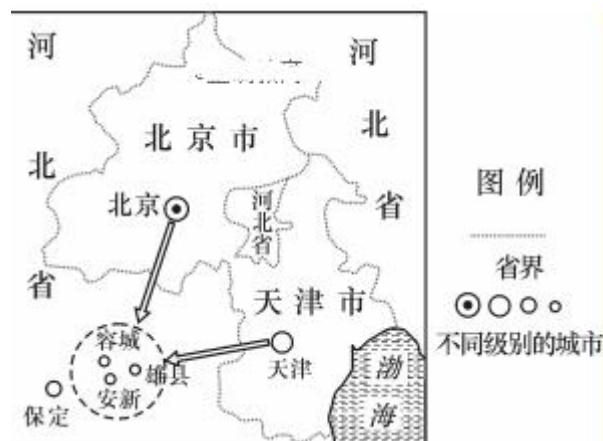 河
河
北京市
北
北
北京
河北省
省
省
天津市
天津
容城
雄县
安新
保定
渤
海
图例
省界
不同级别的城市